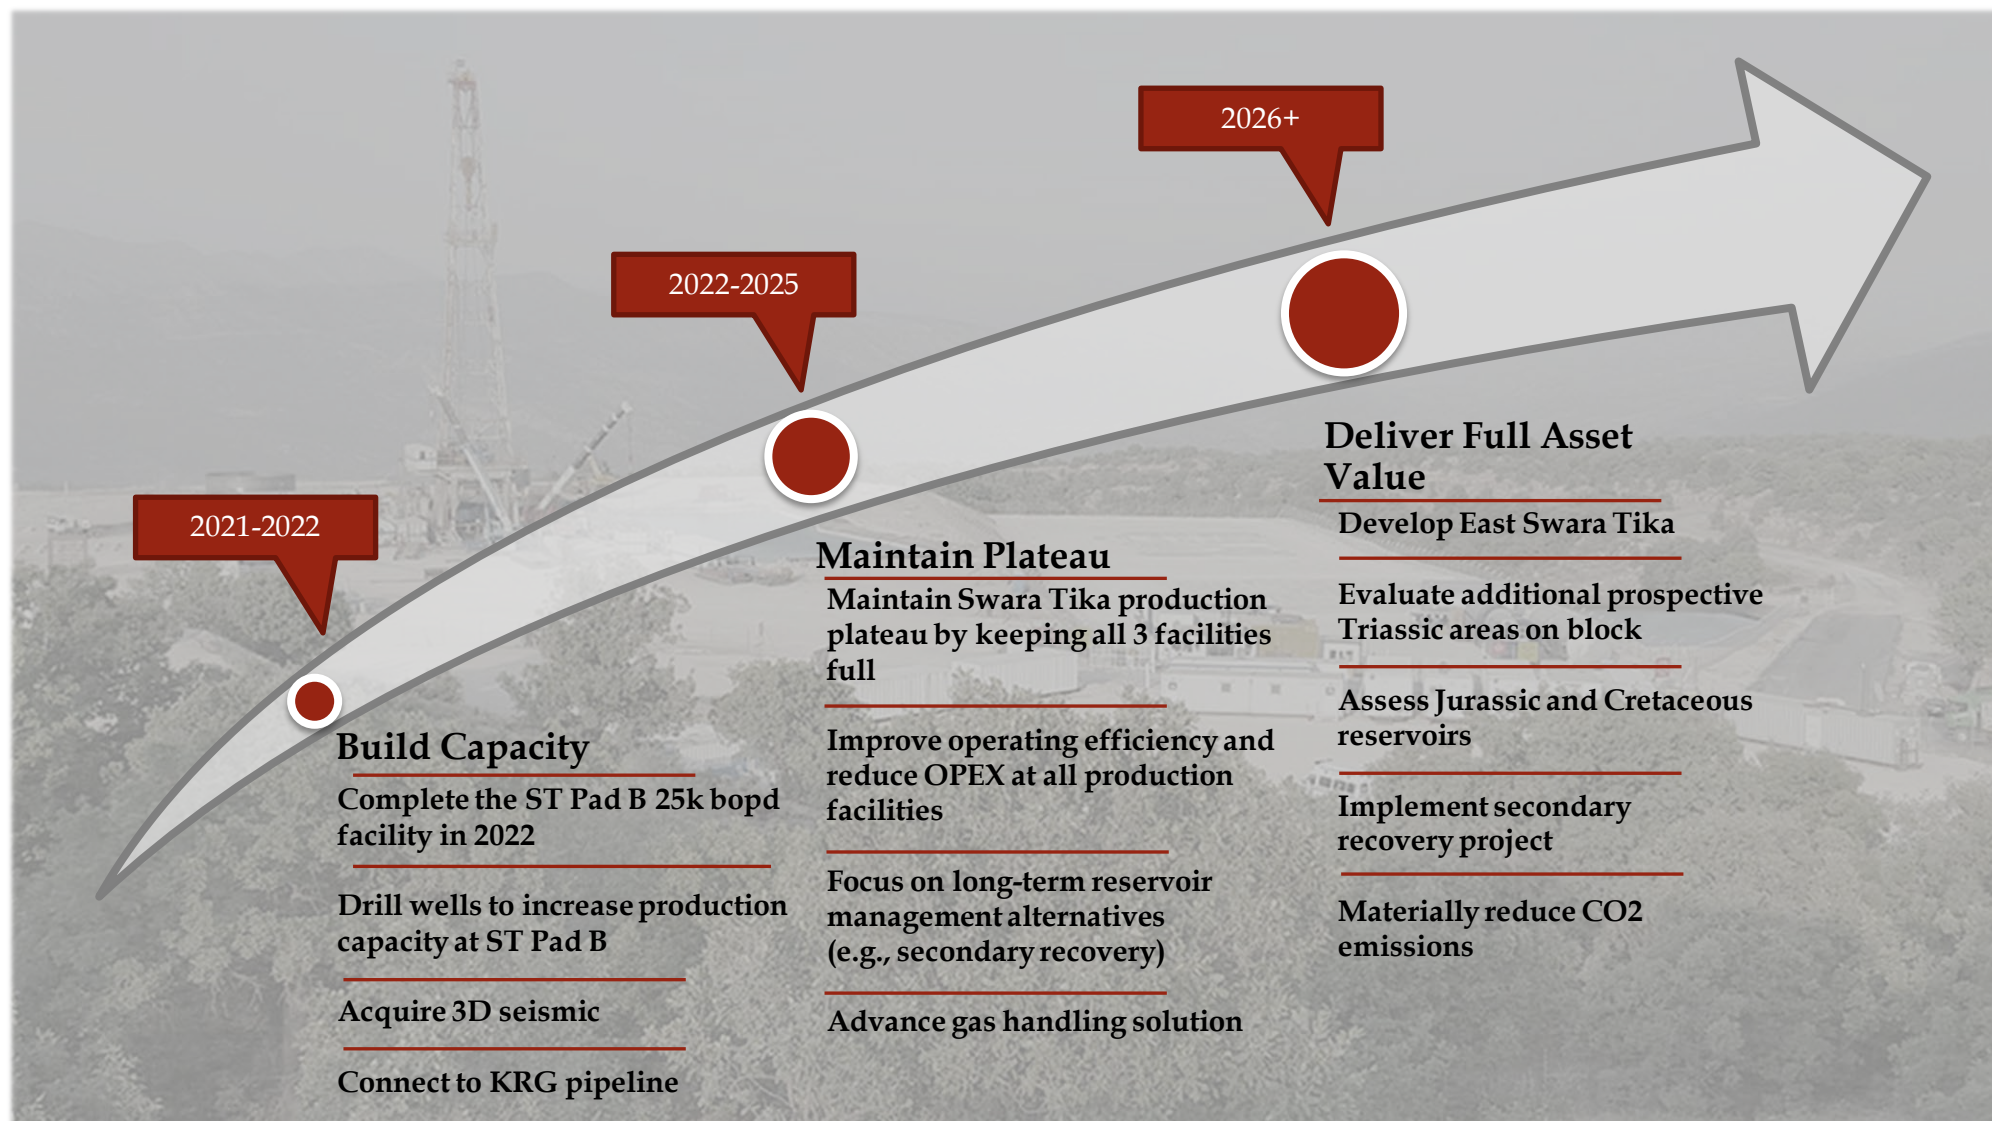 2021-2022
Build Capacity
Complete the ST Pad B 25k bopd
facility in 2022
Drill wells to increase production
capacity at ST Pad B
Acquire 3D seismic
Connect to KRG pipeline
2022-2025
Maintain Plateau
Maintain Swara Tika production
plateau by keeping all 3 facilities
full
Improve operating efficiency and
reduce OPEX at all production
facilities
Focus on long-term reservoir
management alternatives
(e.g., secondary recovery)
Advance gas handling solution
2026+
Deliver Full Asset
Value
Develop East Swara Tika
Evaluate additional prospective
Triassic areas on block
Assess Jurassic and Cretaceous
reservoirs
Implement secondary
recovery project
Materially reduce CO2
emissions